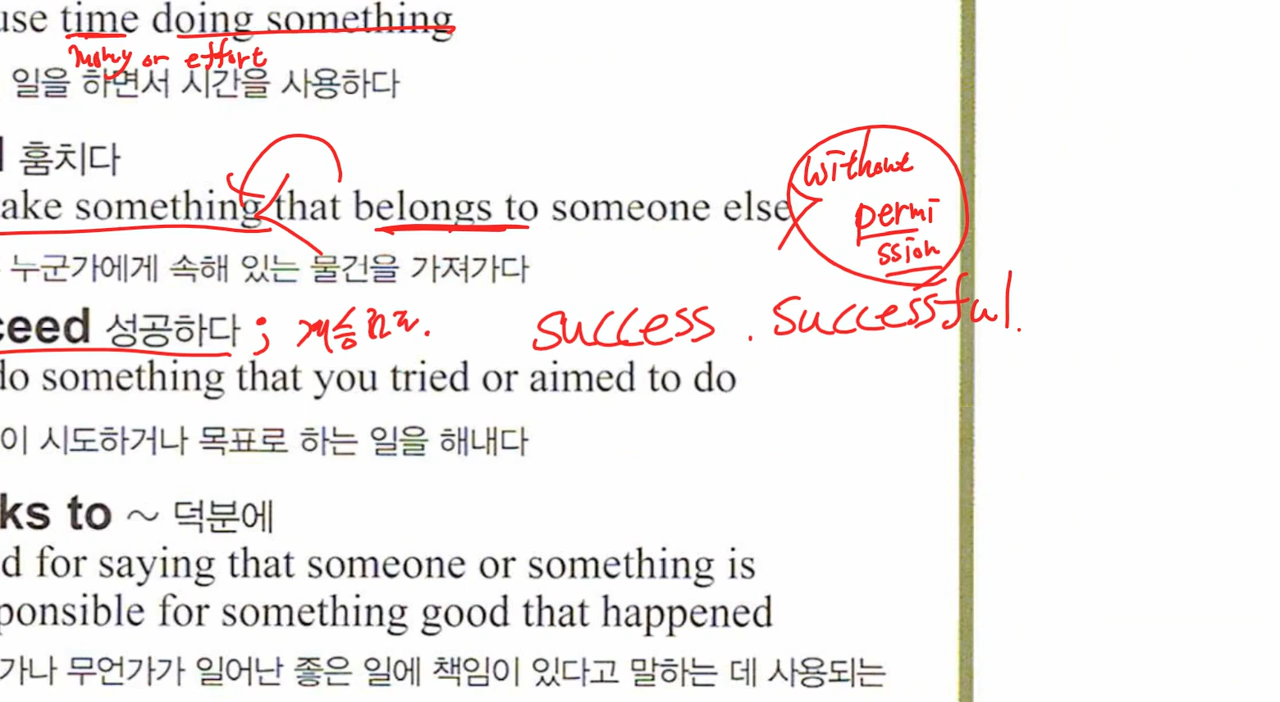 use time doing something
money or effort
일을 하면서 시간을 사용하다
훔치다
without
permi
ssion
ake something that belongs to someone else
누군가에게 속해 있는 물건을 가져가다
ceed 성공하다 ; success . successful.
do something that you tried or aimed to do
이 시도하거나 목표로 하는 일을 해내다
ks to ~ 덕분에
d for saying that someone or something is
ponsible for something good that happened
가나 무언가가 일어난 좋은 일에 책임이 있다고 말하는 데 사용되는